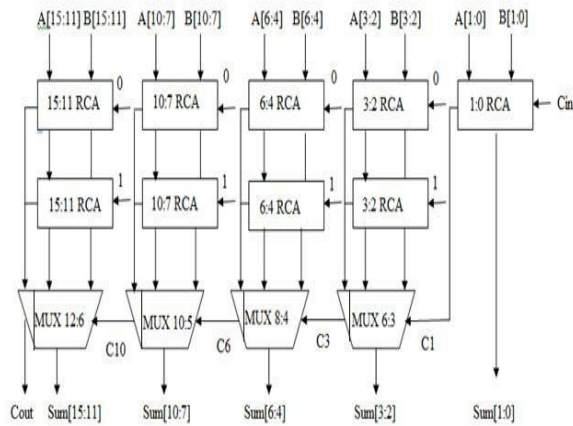 A[15:11] B[15:11] A[10:7] B[10:7] A[6:4] B[6:4] A[3:2] B[3:2] A[1:0] B[1:0]
0 0 0 0
15:11 RCA 10:7 RCA 6:4 RCA 3:2 RCA 1:0 RCA Cin
1 1 1 1
15:11 RCA 10:7 RCA 6:4 RCA 3:2 RCA
MUX 12:6 MUX 10:5 MUX 8:4 MUX 6:3
C10 C6 C3 C1
Cout Sum[15:11] Sum[10:7] Sum[6:4] Sum[3:2] Sum[1:0]